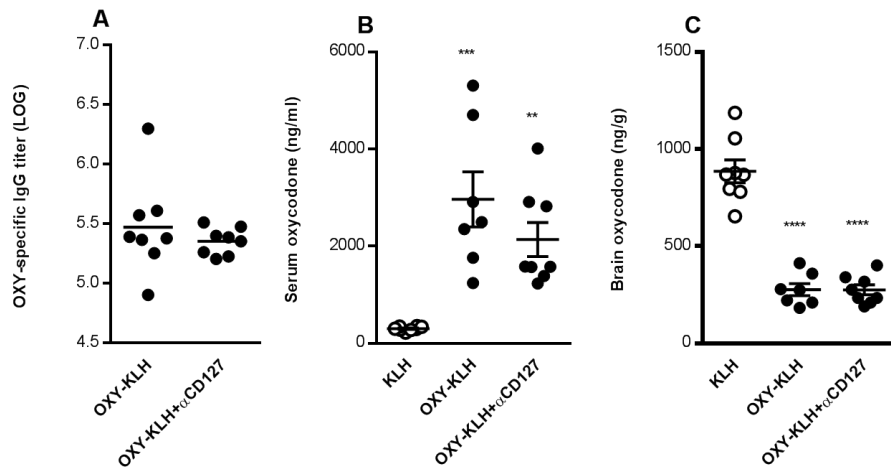 A
OXY-specific IgG titer (LOG)
7.0
6.5
6.0
5.5
5.0
4.5
OXY-KLH
OXY-KLH+αCD127
B
Serum oxycodone (ng/ml)
6000
4000
2000
0
***
**
KLH
OXY-KLH
OXY-KLH+αCD127
C
Brain oxycodone (ng/g)
1500
1000
500
0
****
****
KLH
OXY-KLH
OXY-KLH+αCD127